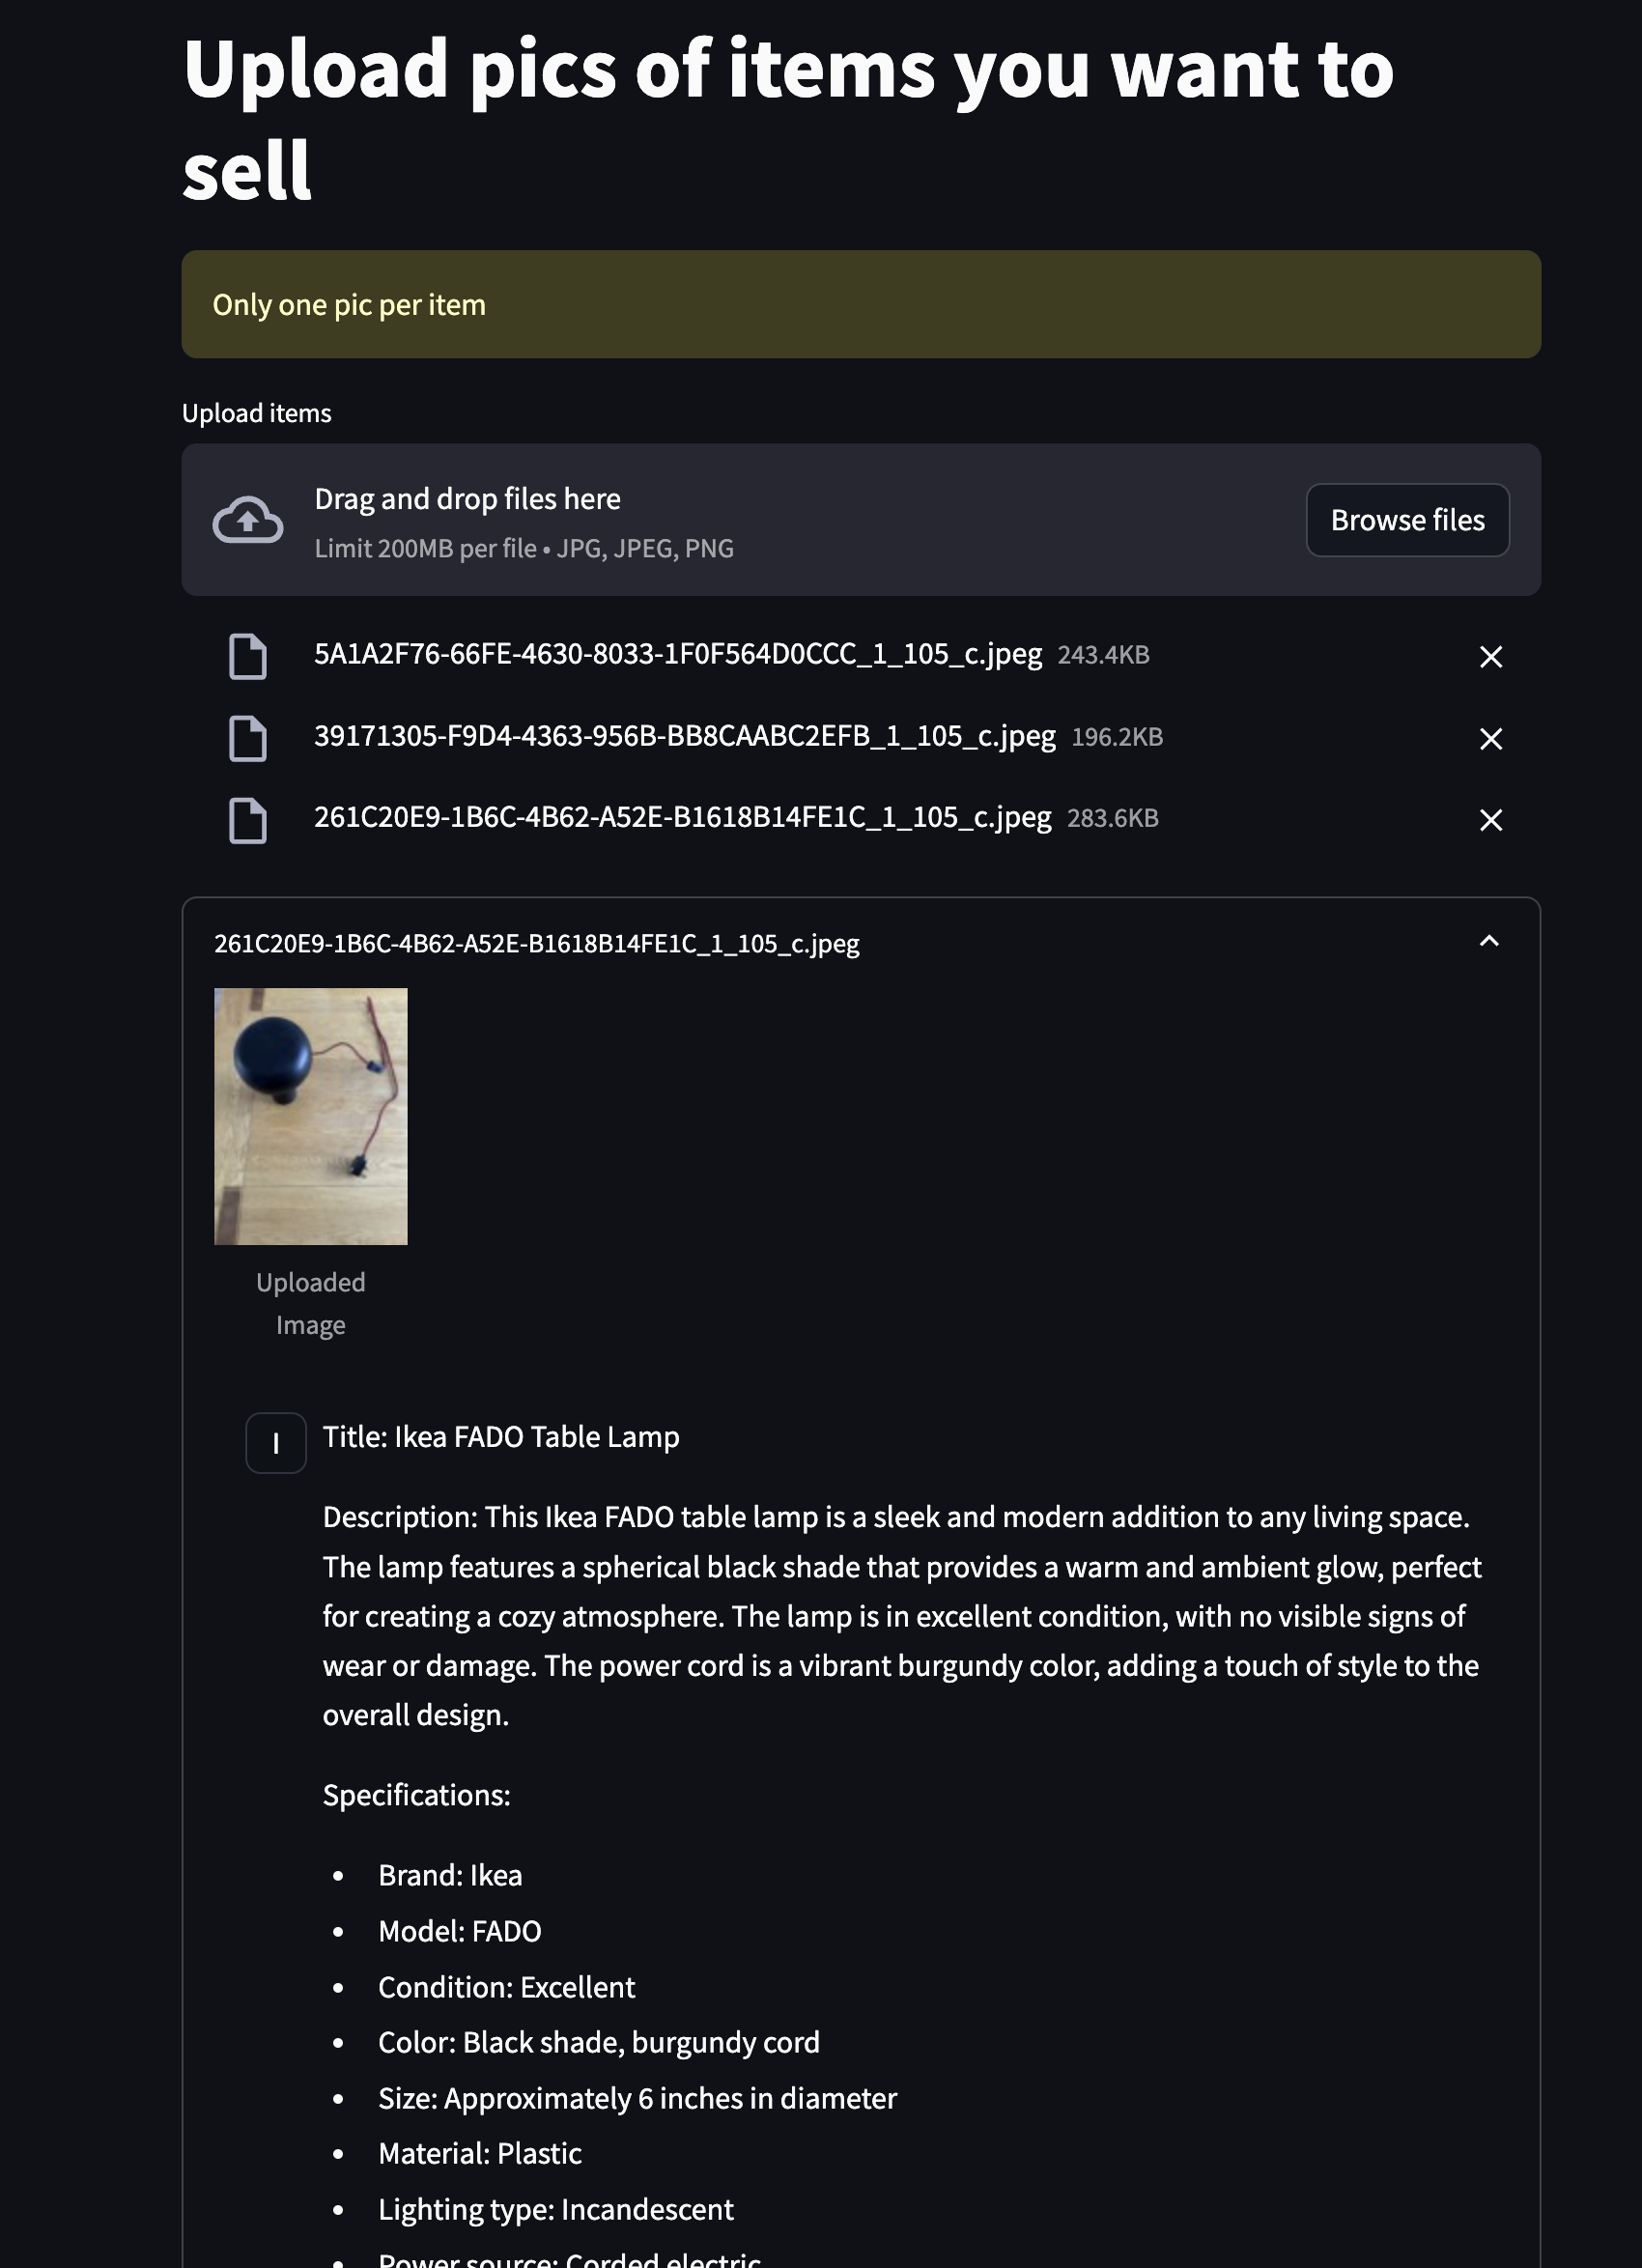 Upload pics of items you want to
sell
Only one pic per item
Upload items
Drag and drop files here
Limit 200MB per file • JPG, JPEG, PNG
Browse files
5A1A2F76-66FE-4630-8033-1F0F564D0CCC_1_105_c.jpeg 243.4KB
39171305-F9D4-4363-956B-BB8CAABC2EFB_1_105_c.jpeg 196.2KB
261C20E9-1B6C-4B62-A52E-B1618B14FE1C_1_105_c.jpeg 283.6KB
261C20E9-1B6C-4B62-A52E-B1618B14FE1C_1_105_c.jpeg
Uploaded
Image
I
Title: Ikea FADO Table Lamp
Description: This Ikea FADO table lamp is a sleek and modern addition to any living space.
The lamp features a spherical black shade that provides a warm and ambient glow, perfect
for creating a cozy atmosphere. The lamp is in excellent condition, with no visible signs of
wear or damage. The power cord is a vibrant burgundy color, adding a touch of style to the
overall design.
Specifications:
• Brand: Ikea
• Model: FADO
• Condition: Excellent
• Color: Black shade, burgundy cord
• Size: Approximately 6 inches in diameter
• Material: Plastic
• Lighting type: Incandescent
• Power source: Corded electric